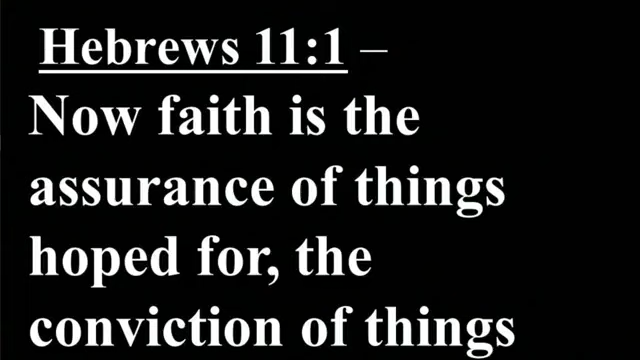 Hebrews 11:1 –
Now faith is the
assurance of things
hoped for, the
conviction of things